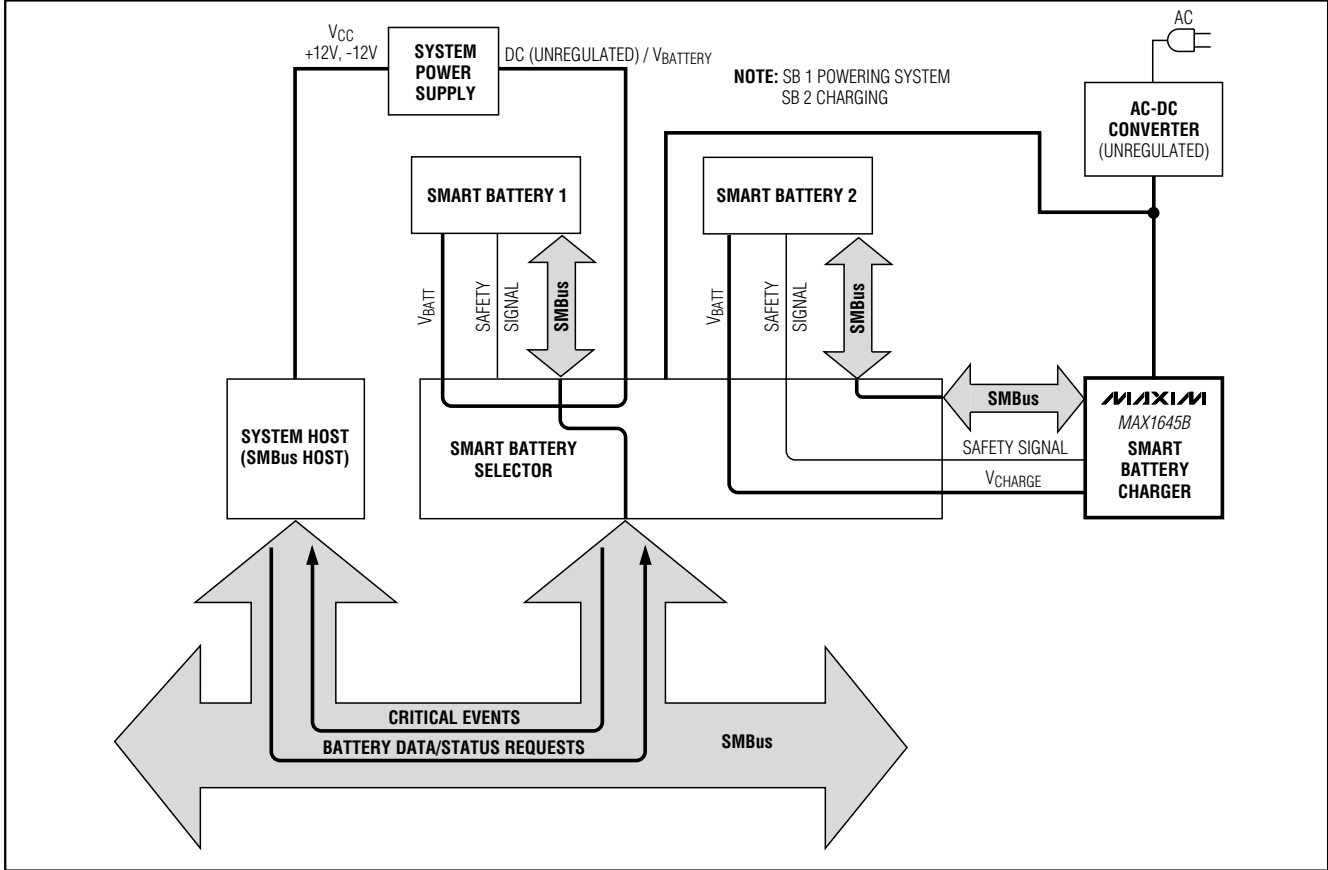 VCC
+12V, -12V
SYSTEM
POWER
SUPPLY
DC (UNREGULATED) / VBATTERY
NOTE: SB 1 POWERING SYSTEM
SB 2 CHARGING
AC
AC-DC
CONVERTER
(UNREGULATED)
SMART BATTERY 1
SMART BATTERY 2
VBATT
SAFETY
SIGNAL
SMBus
VBATT
SAFETY
SIGNAL
SMBus
SYSTEM HOST
(SMBus HOST)
SMART BATTERY
SELECTOR
SMBus
SAFETY SIGNAL
VCHARGE
MAXIM
MAX1645B
SMART
BATTERY
CHARGER
CRITICAL EVENTS
BATTERY DATA/STATUS REQUESTS
SMBus